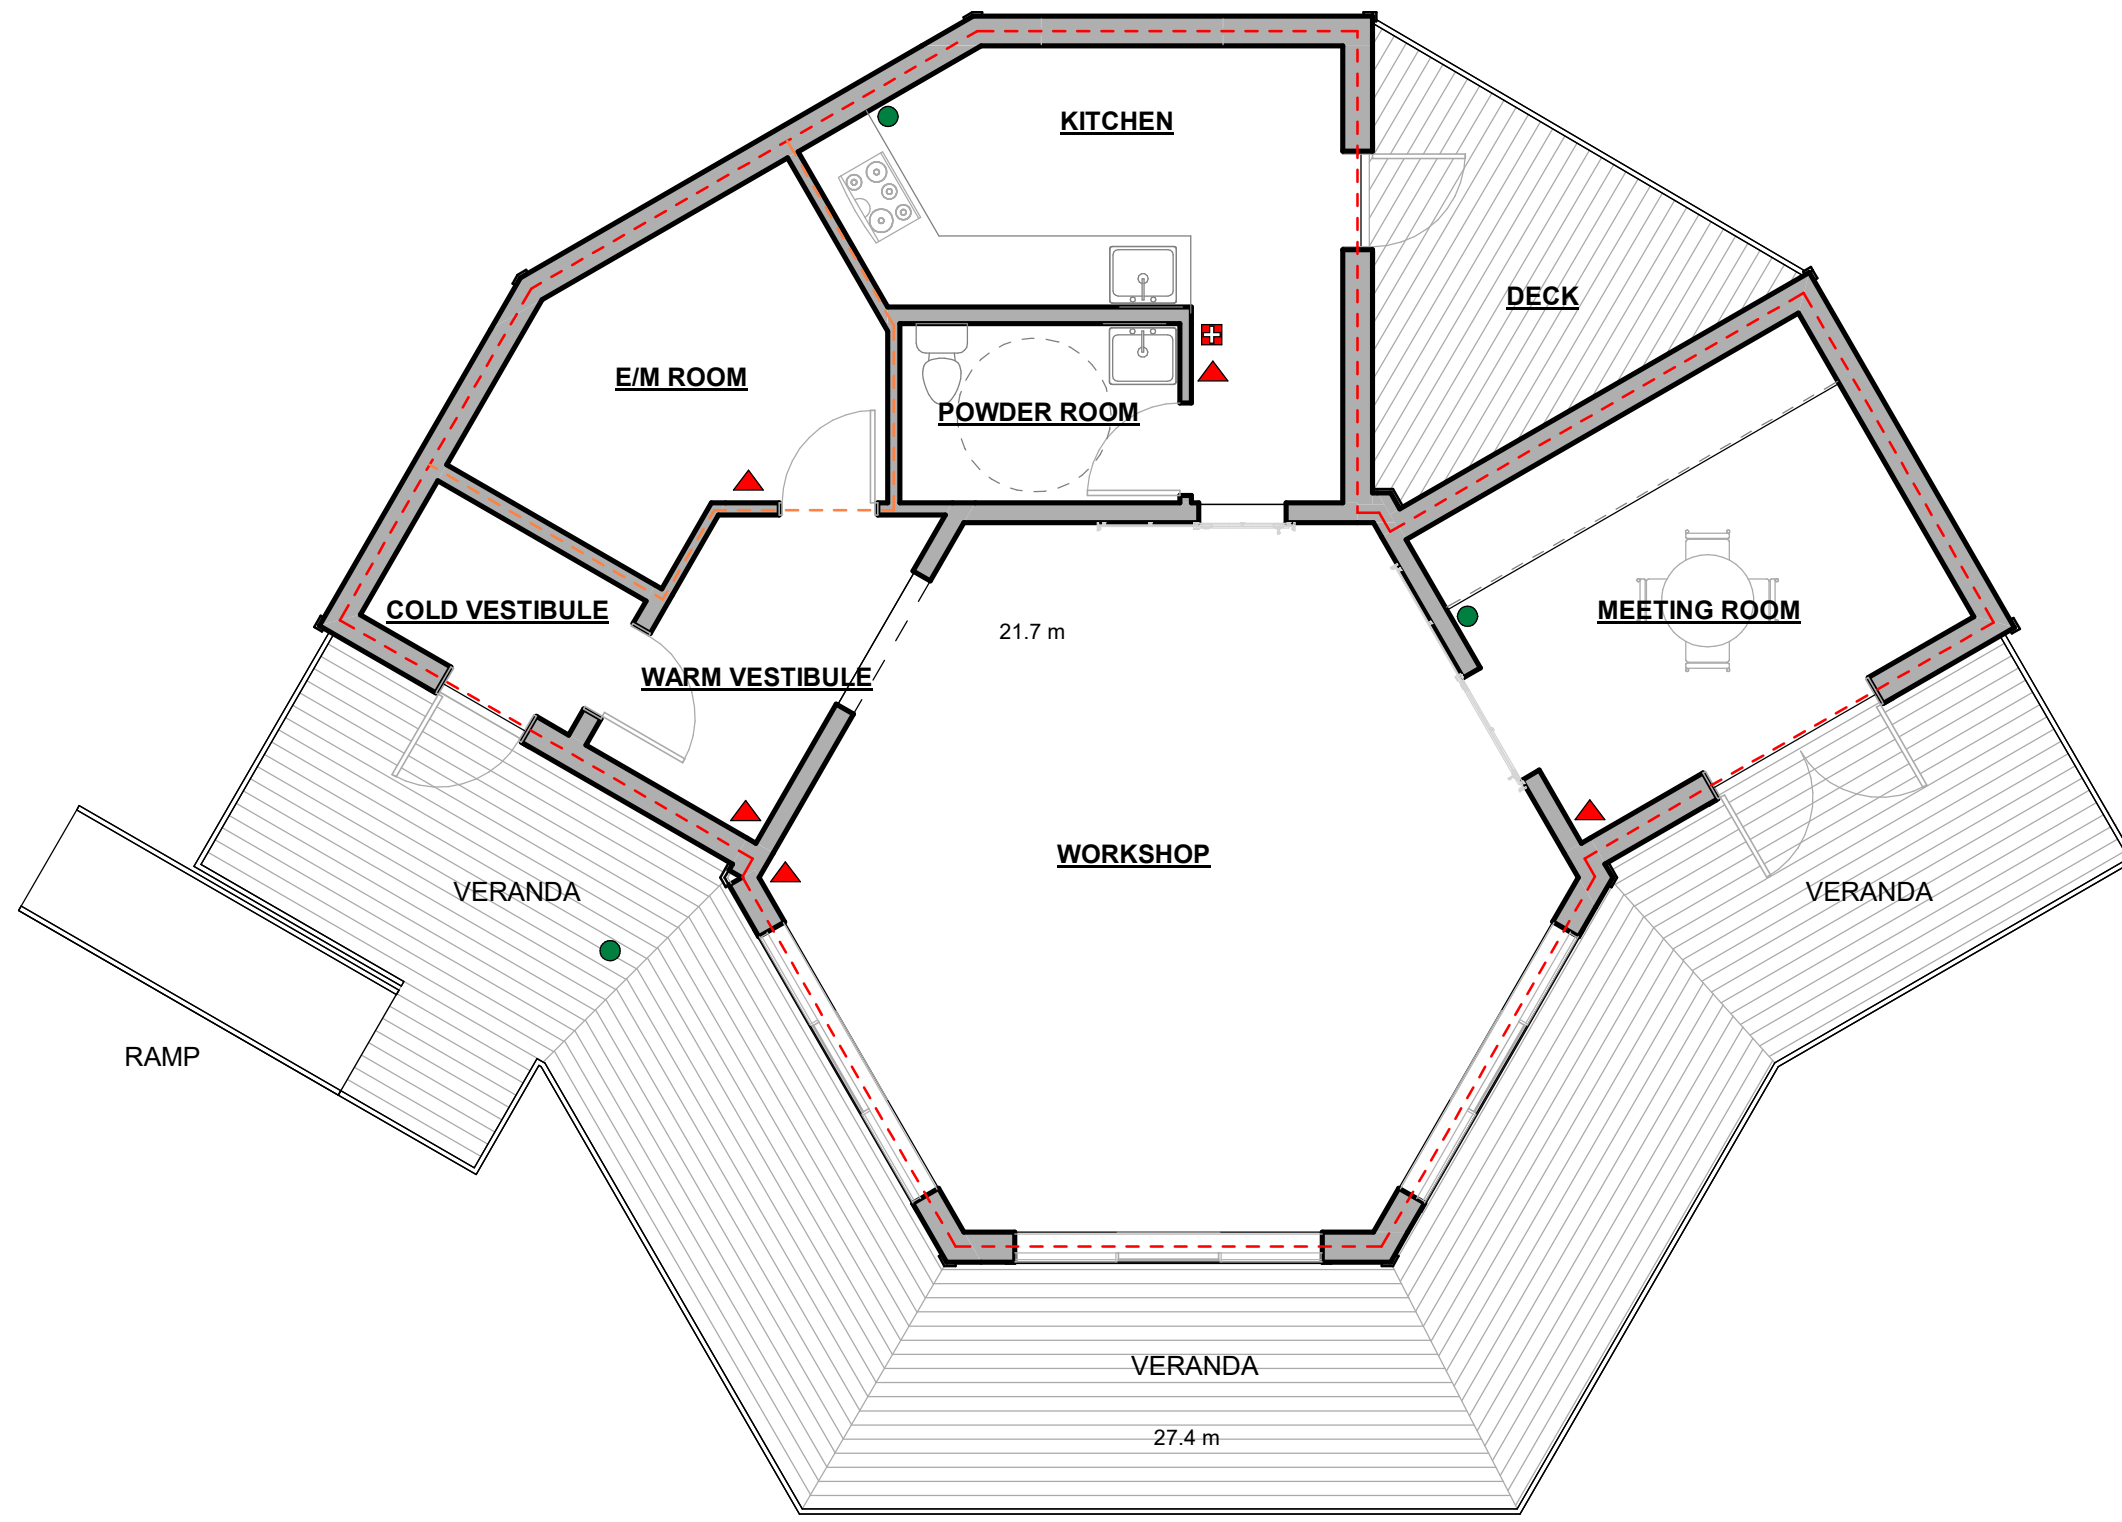 KITCHEN
DECK
E/M ROOM
POWDER ROOM
COLD VESTIBULE
21.7 m
MEETING ROOM
WARM VESTIBULE
WORKSHOP
VERANDA
VERANDA
RAMP
VERANDA
27.4 m